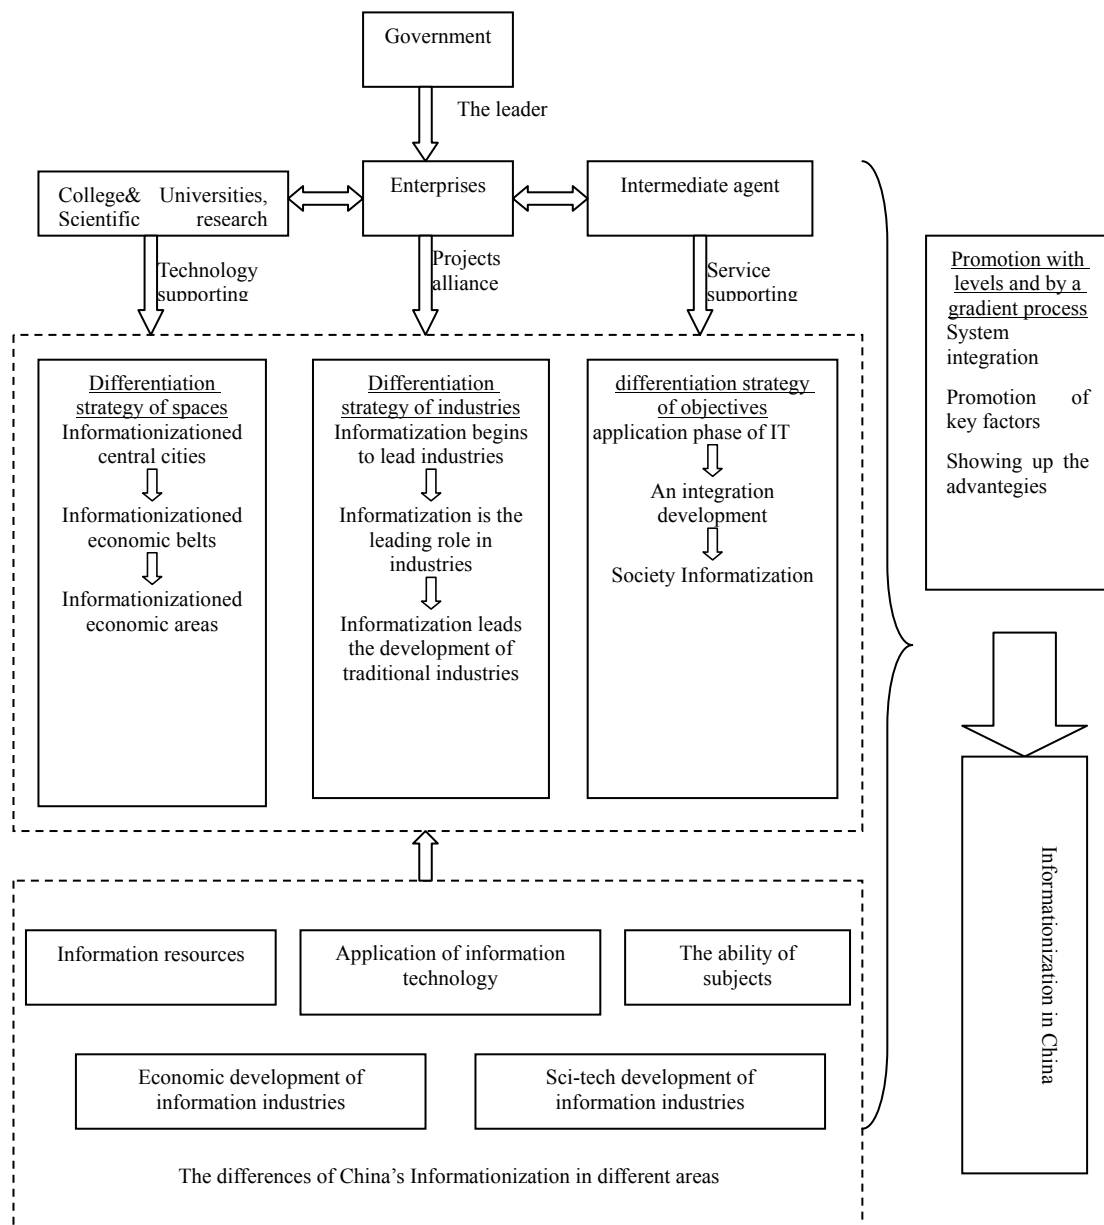 Government
The leader
College& Universities,
Scientific research
Enterprises
Intermediate agent
Technology
supporting
Projects
alliance
Service
supporting
Differentiation
strategy of spaces
Informationizationed
central cities
Informationizationed
economic belts
Informationizationed
economic areas
Differentiation
strategy of industries
Informatization begins
to lead industries
Informatization is the
leading role in
industries
Informatization leads
the development of
traditional industries
differentiation strategy
of objectives
application phase of IT
An integration
development
Society Informatization
Promotion with
levels and by a
gradient process
System
integration
Promotion of
key factors
Showing up the
advantegies
Informationization in China
Information resources
Application of information
technology
The ability of
subjects
Economic development of
information industries
Sci-tech development of
information industries
The differences of China's Informationization in different areas